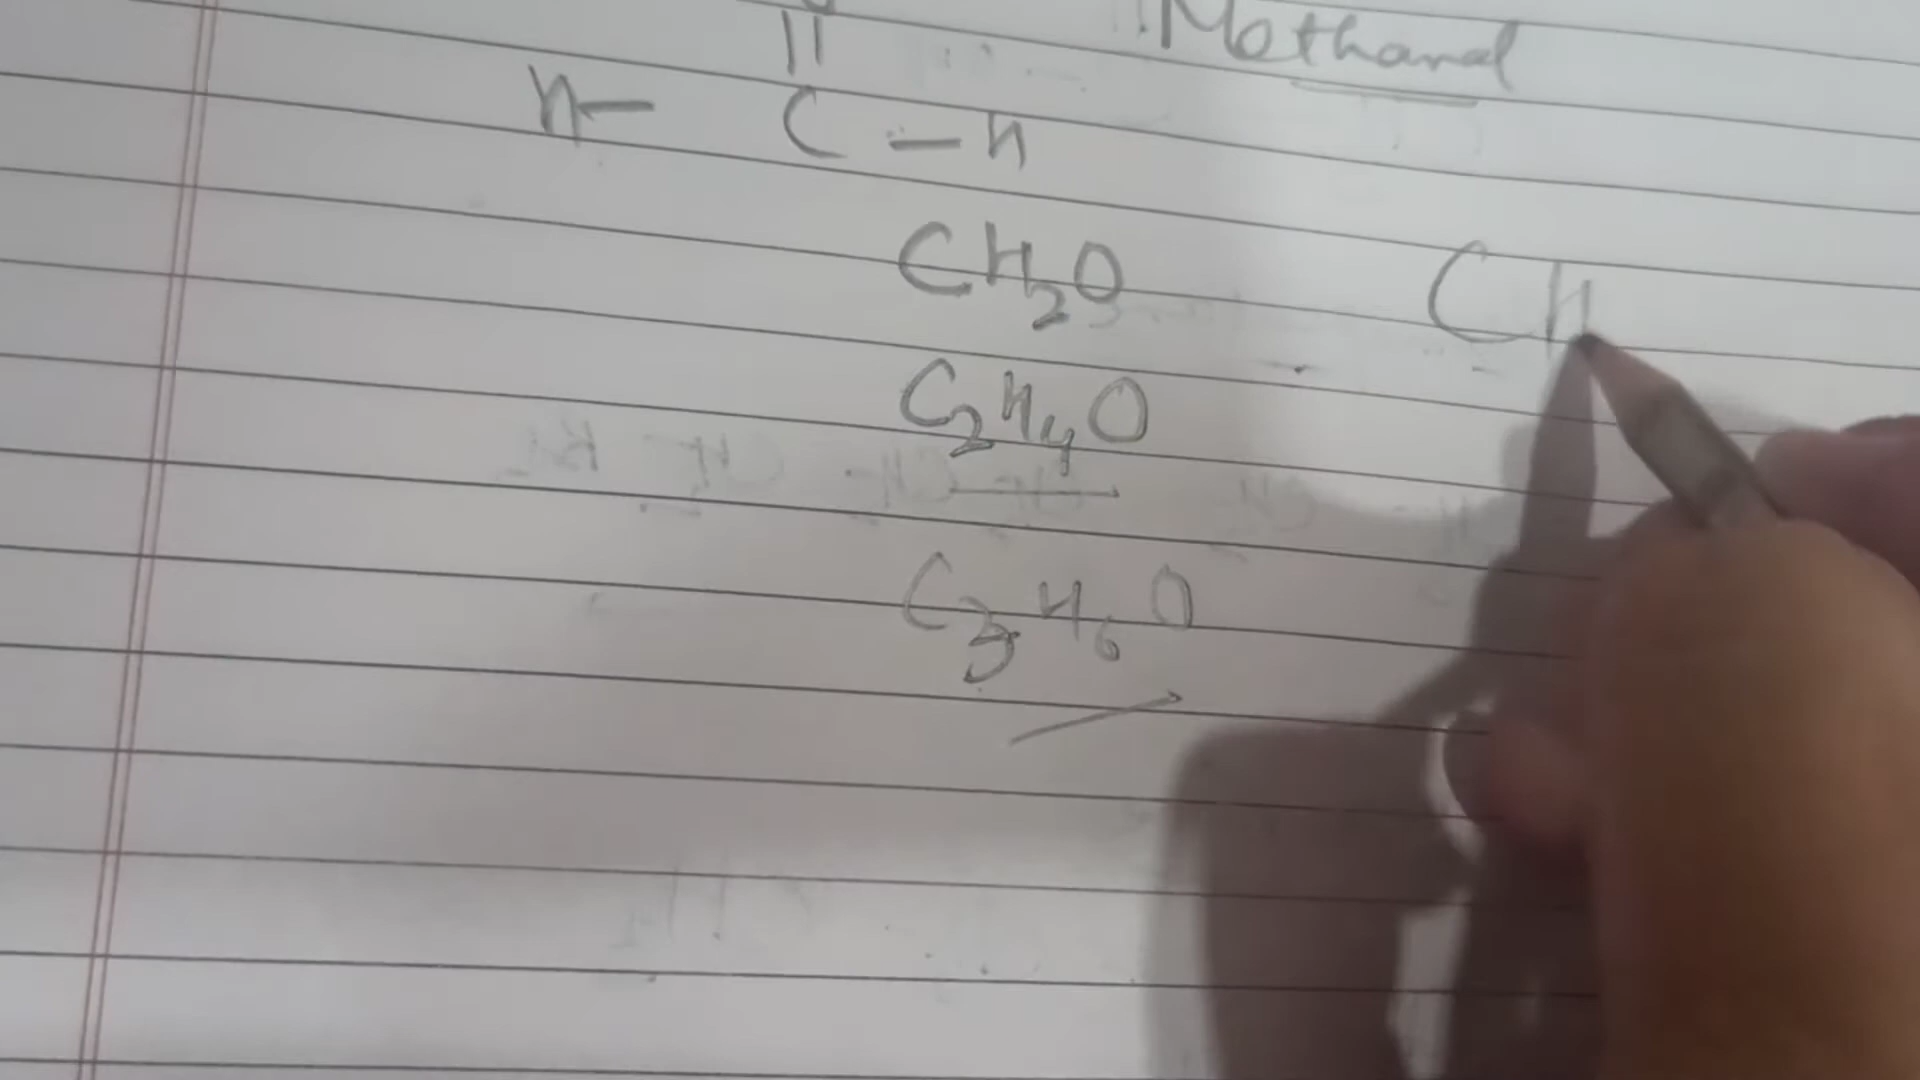 Methanal
||
H— C — H
CH₂O
CH
C₂H₄O
C₃H₆O